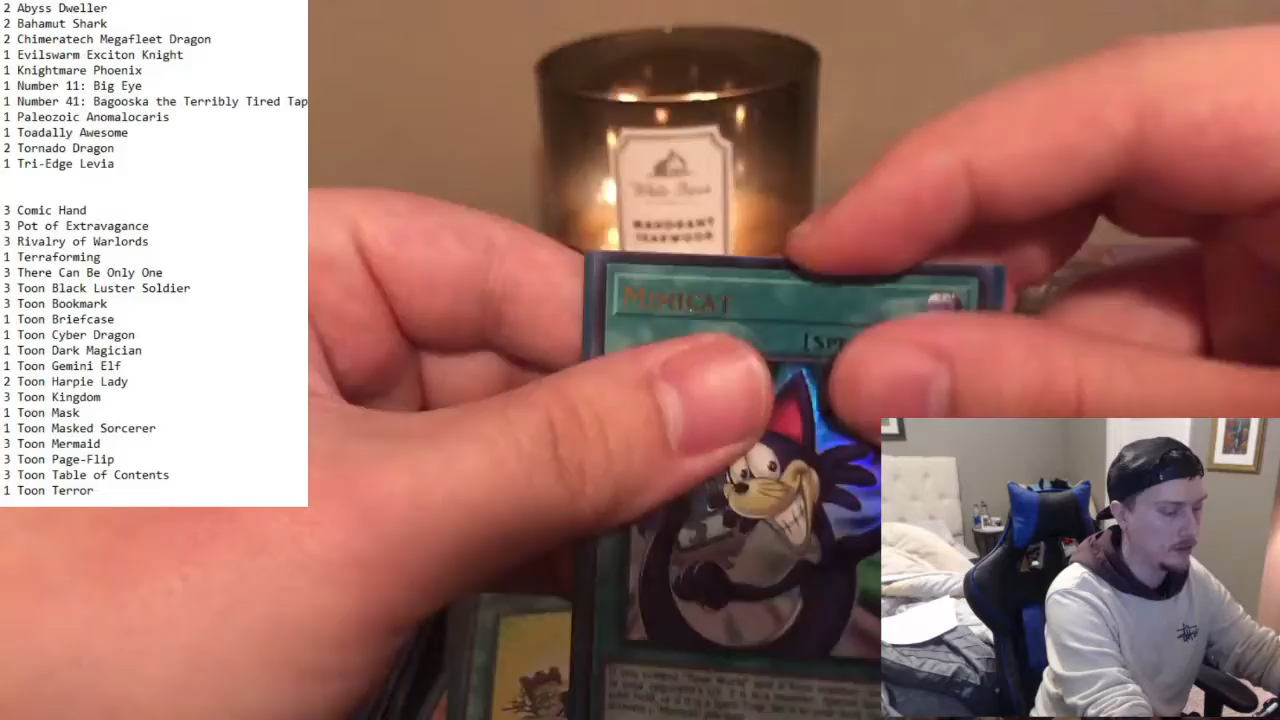 2 Abyss Dweller
2 Bahamut Shark
2 Chimeratech Megafleet Dragon
1 Evilswarm Exciton Knight
1 Knightmare Phoenix
1 Number 11: Big Eye
1 Number 41: Bagooska the Terribly Tired Tap
1 Paleozoic Anomalocaris
1 Toadally Awesome
2 Tornado Dragon
1 Tri-Edge Levia
3 Comic Hand
3 Pot of Extravagance
3 Rivalry of Warlords
1 Terraforming
3 There Can Be Only One
3 Toon Black Luster Soldier
3 Toon Bookmark
1 Toon Briefcase
1 Toon Cyber Dragon
1 Toon Dark Magician
1 Toon Gemini Elf
2 Toon Harpie Lady
3 Toon Kingdom
1 Toon Mask
1 Toon Masked Sorcerer
3 Toon Mermaid
3 Toon Page-Flip
3 Toon Table of Contents
1 Toon Terror
White Barn
MAHOGANY
TEAKWOOD
MIMICAT
[SP